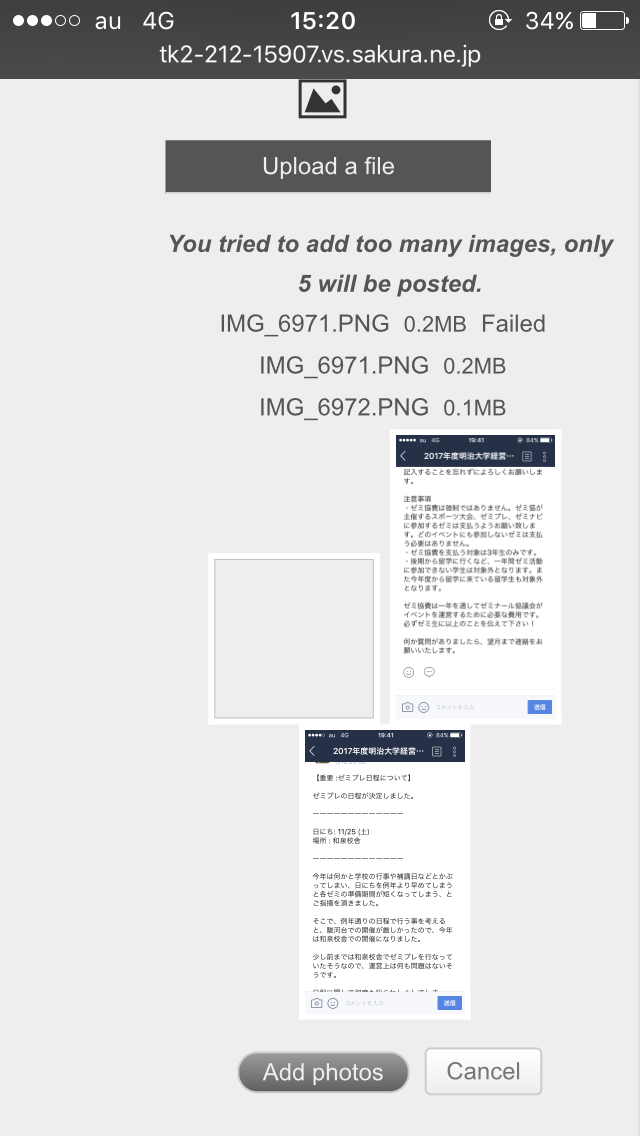 au 4G 15:20 34%
tk2-212-15907.vs.sakura.ne.jp
Upload a file
You tried to add too many images, only
5 will be posted.
IMG_6971.PNG 0.2MB Failed
IMG_6971.PNG 0.2MB
IMG_6972.PNG 0.1MB
au 4G 19:41 84%
2017年度明治大学経営…
記入することを忘れずによろしくお願いしま
す。
注意事項
・ゼミ協費は強制ではありません。ゼミ協が
主催するスポーツ大会、ゼミプレ、ゼミナビ
に参加するゼミは支払うようお願い致しま
す。どのイベントにも参加しないゼミは支払
う必要はありません。
・ゼミ協費を支払う対象は3年生のみです。
・後期から留学に行くなど、一年間ゼミ活動
に参加できない学生は対象外となります。ま
た今年度から留学に来ている留学生も対象外
となります。
ゼミ協費は一年を通してゼミナール協議会が
イベントを運営するために必要な費用です。
必ずゼミ生に以上のことを伝えて下さい！
何か質問がありましたら、望月まで連絡をお
願いいたします。
コメントを入力
送信
au 4G 19:41 84%
2017年度明治大学経営…
【重要:ゼミプレ日程について】
ゼミプレの日程が決定しました。
ーーーーーーーーーーーーー
日にち: 11/25 (土)
場所 : 和泉校舎
ーーーーーーーーーーーーー
今年は何かと学校の行事や補講日などとかぶ
ってしまい、日にちを例年より早めてしまう
と各ゼミの準備期間が短くなってしまう、と
ご指摘を頂きました。
そこで、例年通りの日程で行う事を考える
と、駿河台での開催が厳しかったので、今年
は和泉校舎での開催になりました。
少し前までは和泉校舎でゼミプレを行なって
いたそうなので、運営上は何も問題はないそ
うです。
コメントを入力
送信
Add photos
Cancel